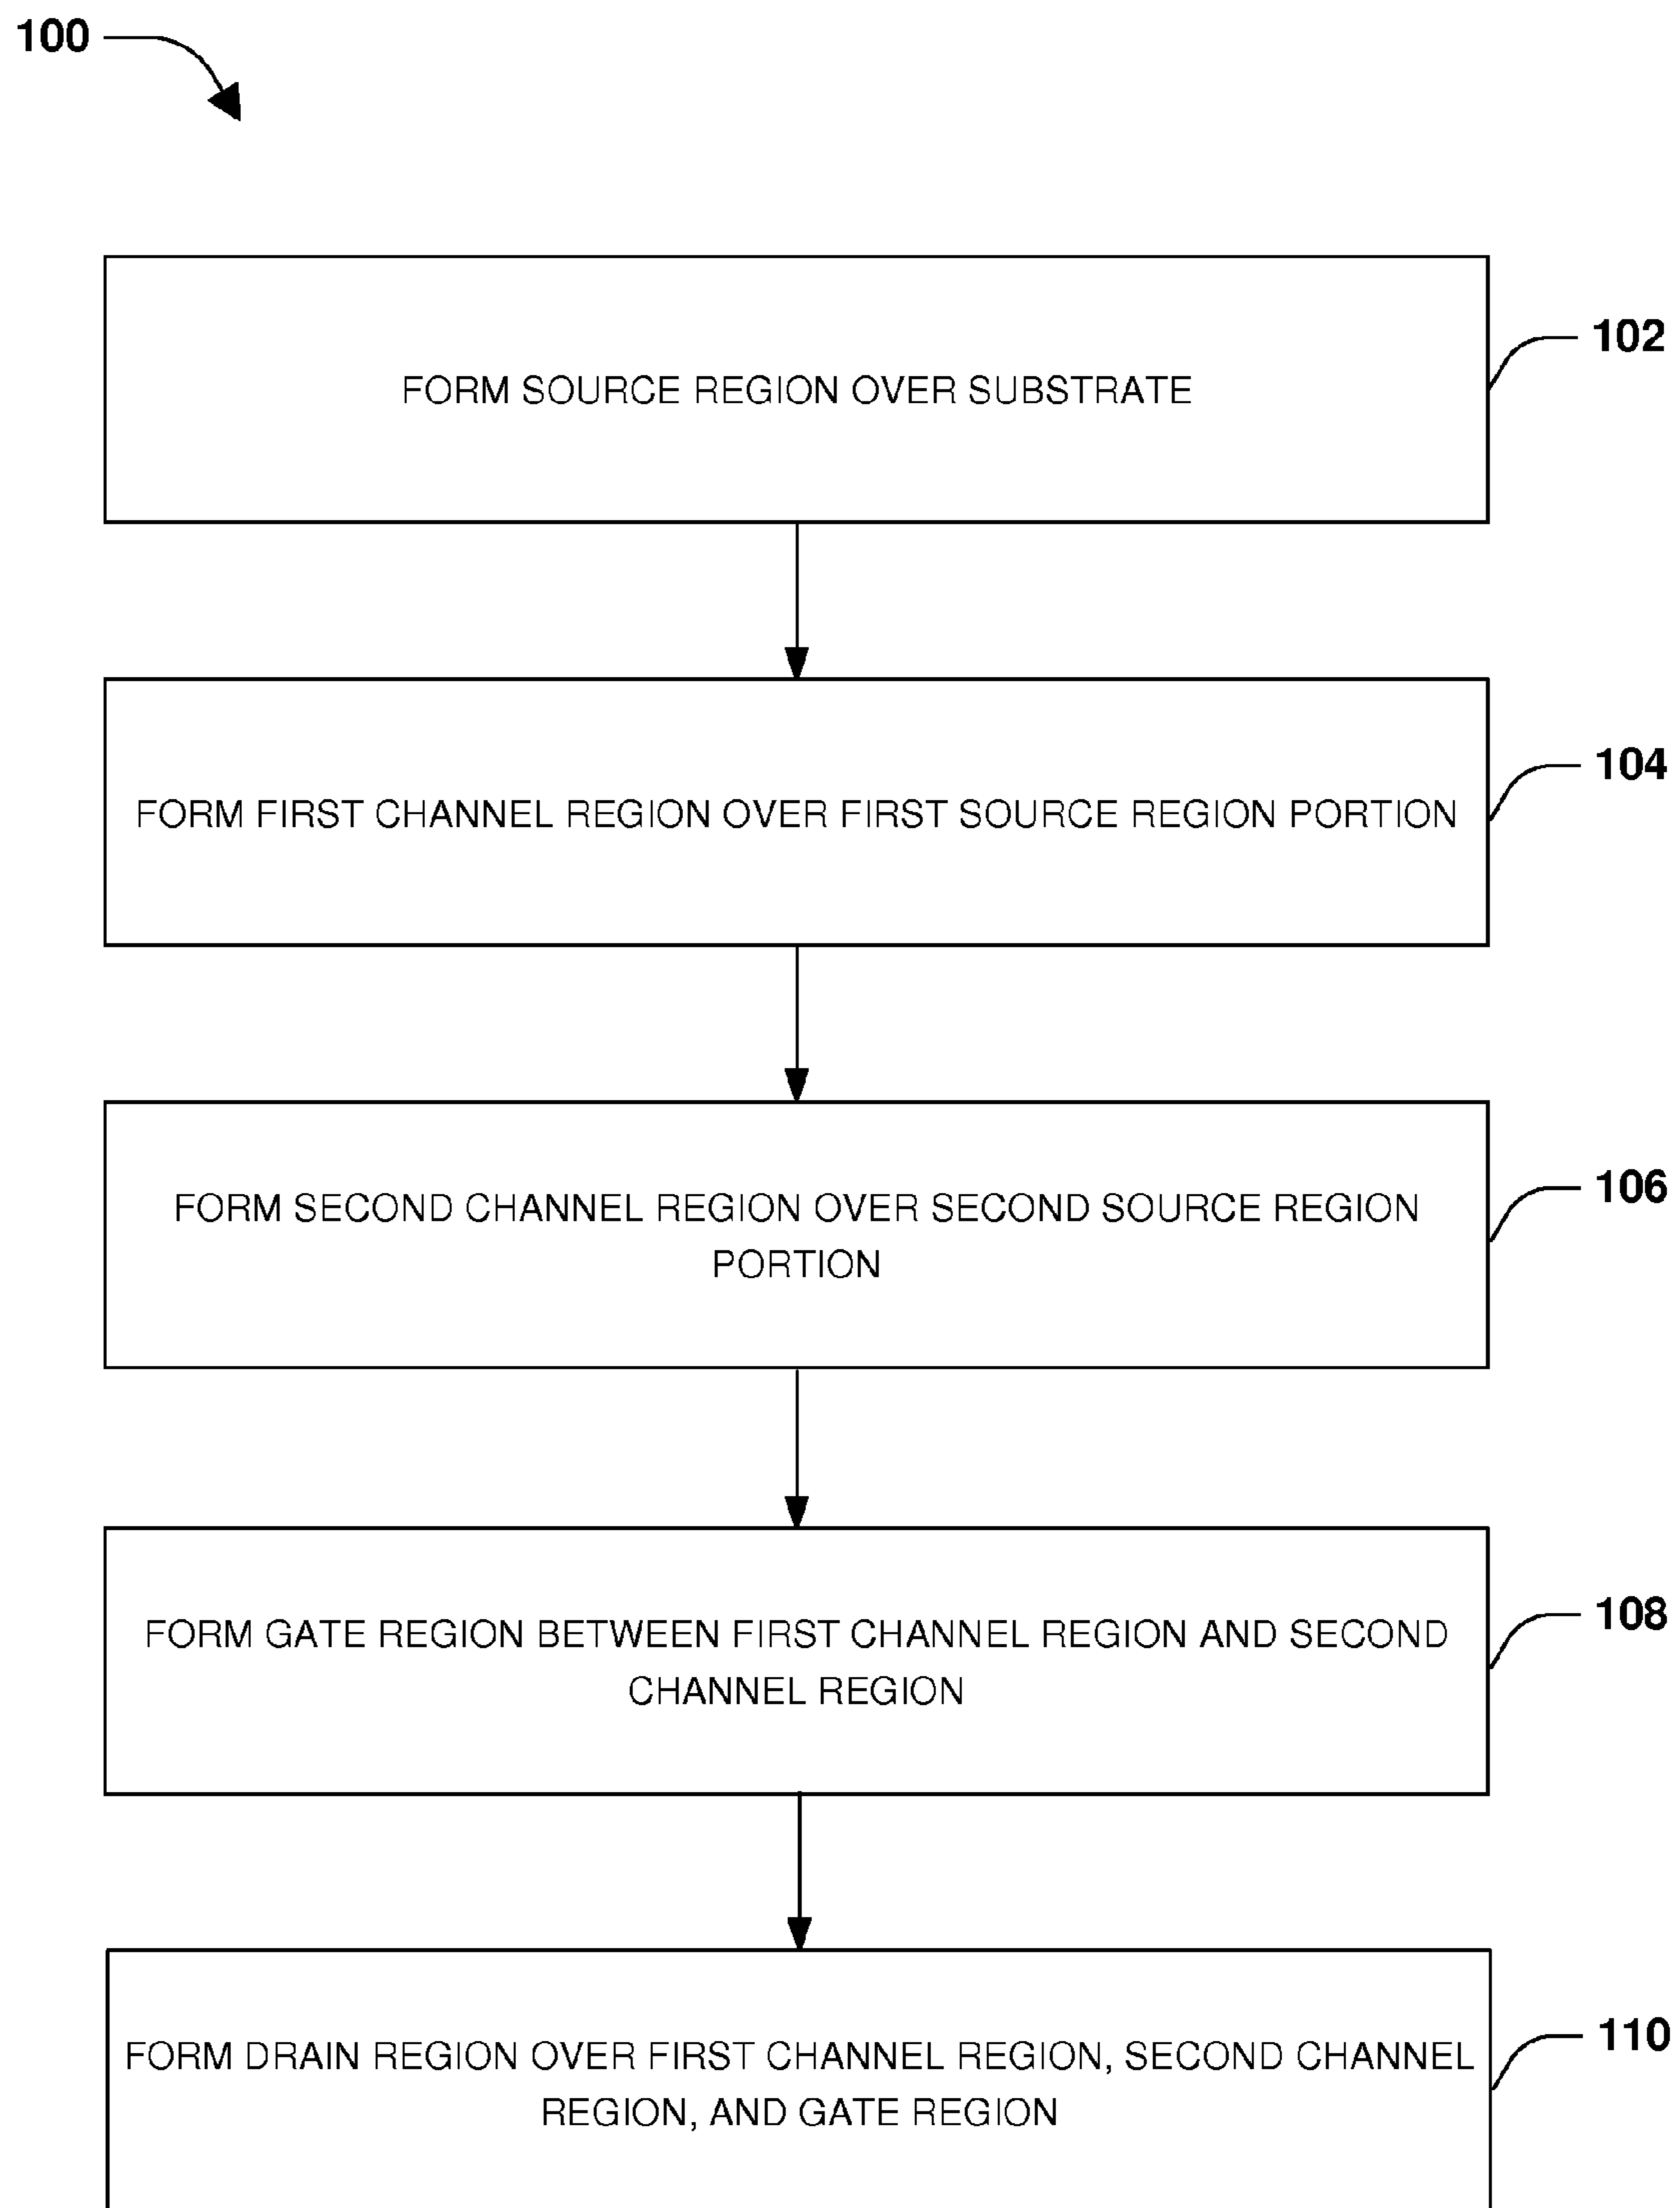 100
FORM SOURCE REGION OVER SUBSTRATE
102
FORM FIRST CHANNEL REGION OVER FIRST SOURCE REGION PORTION
104
FORM SECOND CHANNEL REGION OVER SECOND SOURCE REGION
PORTION
106
FORM GATE REGION BETWEEN FIRST CHANNEL REGION AND SECOND
CHANNEL REGION
108
FORM DRAIN REGION OVER FIRST CHANNEL REGION, SECOND CHANNEL
REGION, AND GATE REGION
110